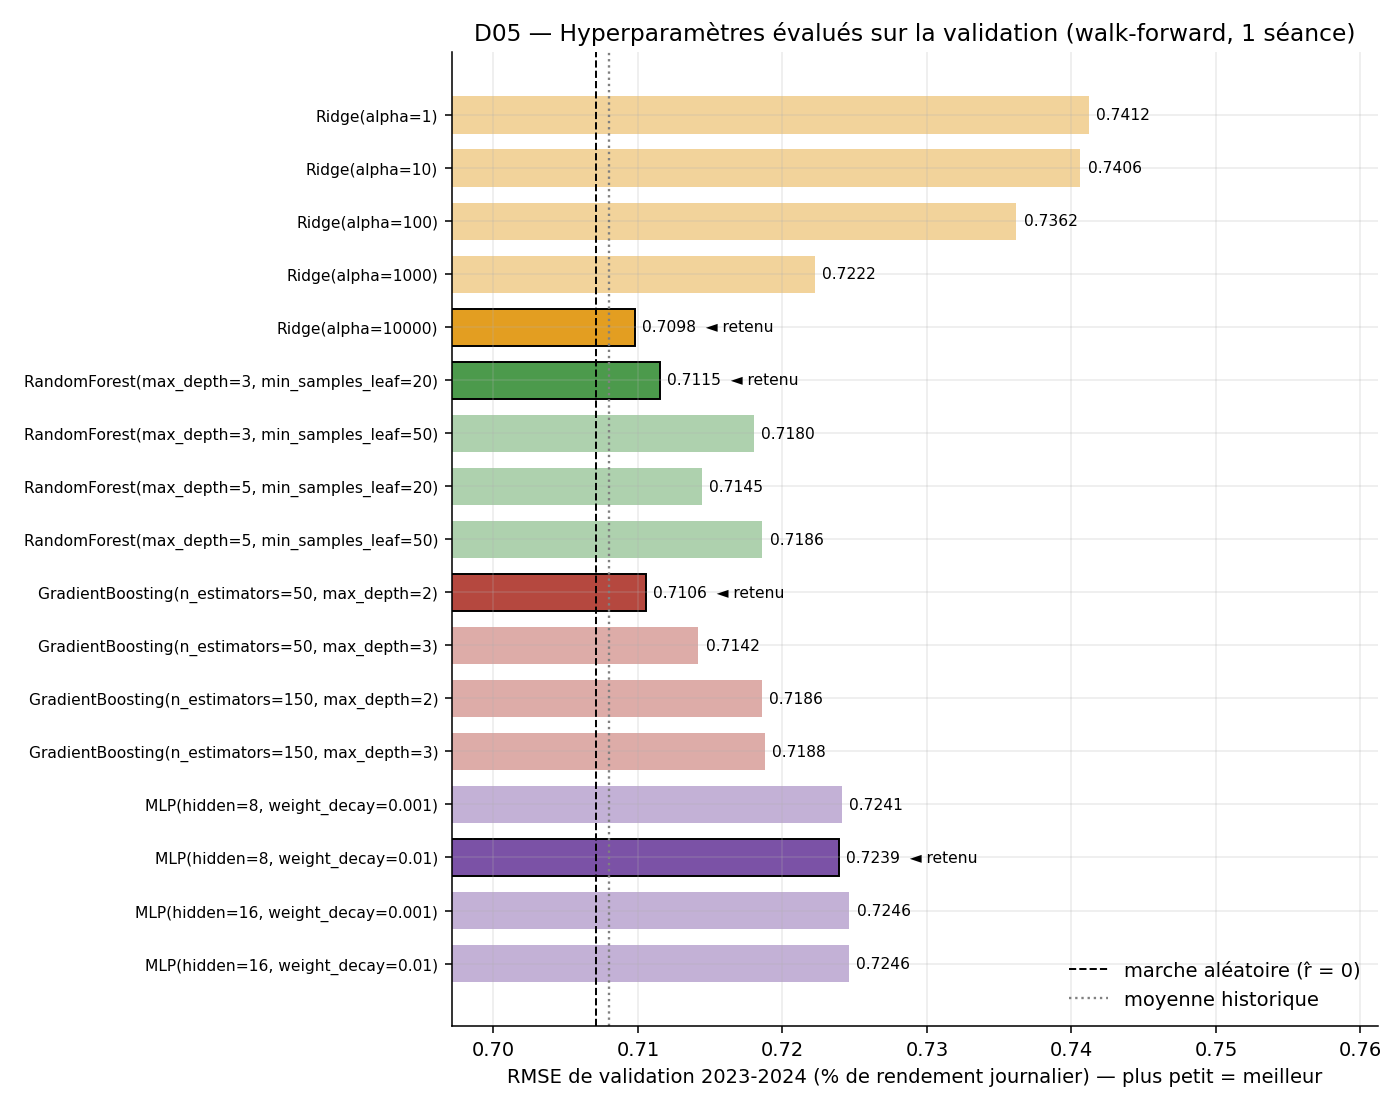 D05 — Hyperparamètres évalués sur la validation (walk-forward, 1 séance)
Ridge(alpha=1) 0.7412
Ridge(alpha=10) 0.7406
Ridge(alpha=100) 0.7362
Ridge(alpha=1000) 0.7222
Ridge(alpha=10000) 0.7098 ◄ retenu
RandomForest(max_depth=3, min_samples_leaf=20) 0.7115 ◄ retenu
RandomForest(max_depth=3, min_samples_leaf=50) 0.7180
RandomForest(max_depth=5, min_samples_leaf=20) 0.7145
RandomForest(max_depth=5, min_samples_leaf=50) 0.7186
GradientBoosting(n_estimators=50, max_depth=2) 0.7106 ◄ retenu
GradientBoosting(n_estimators=50, max_depth=3) 0.7142
GradientBoosting(n_estimators=150, max_depth=2) 0.7186
GradientBoosting(n_estimators=150, max_depth=3) 0.7188
MLP(hidden=8, weight_decay=0.001) 0.7241
MLP(hidden=8, weight_decay=0.01) 0.7239 ◄ retenu
MLP(hidden=16, weight_decay=0.001) 0.7246
MLP(hidden=16, weight_decay=0.01) 0.7246
marche aléatoire (r̂ = 0)
moyenne historique
0.70 0.71 0.72 0.73 0.74 0.75 0.76
RMSE de validation 2023-2024 (% de rendement journalier) — plus petit = meilleur